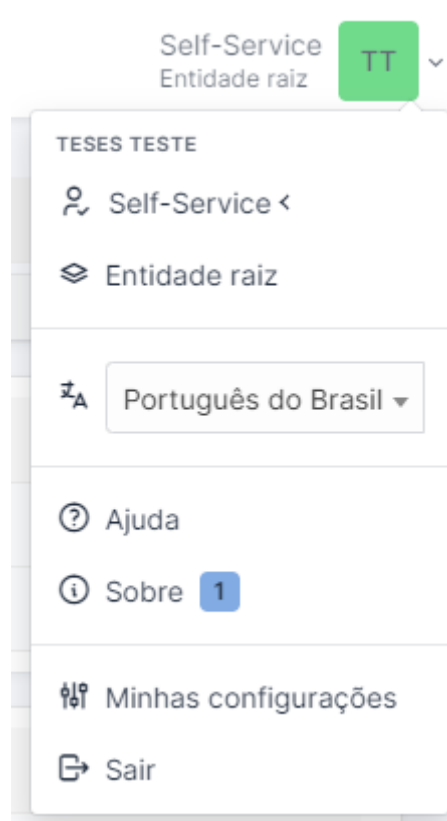 Self-Service
Entidade raiz
TT
TESES TESTE
Self-Service
Entidade raiz
Português do Brasil
Ajuda
Sobre 1
Minhas configurações
Sair